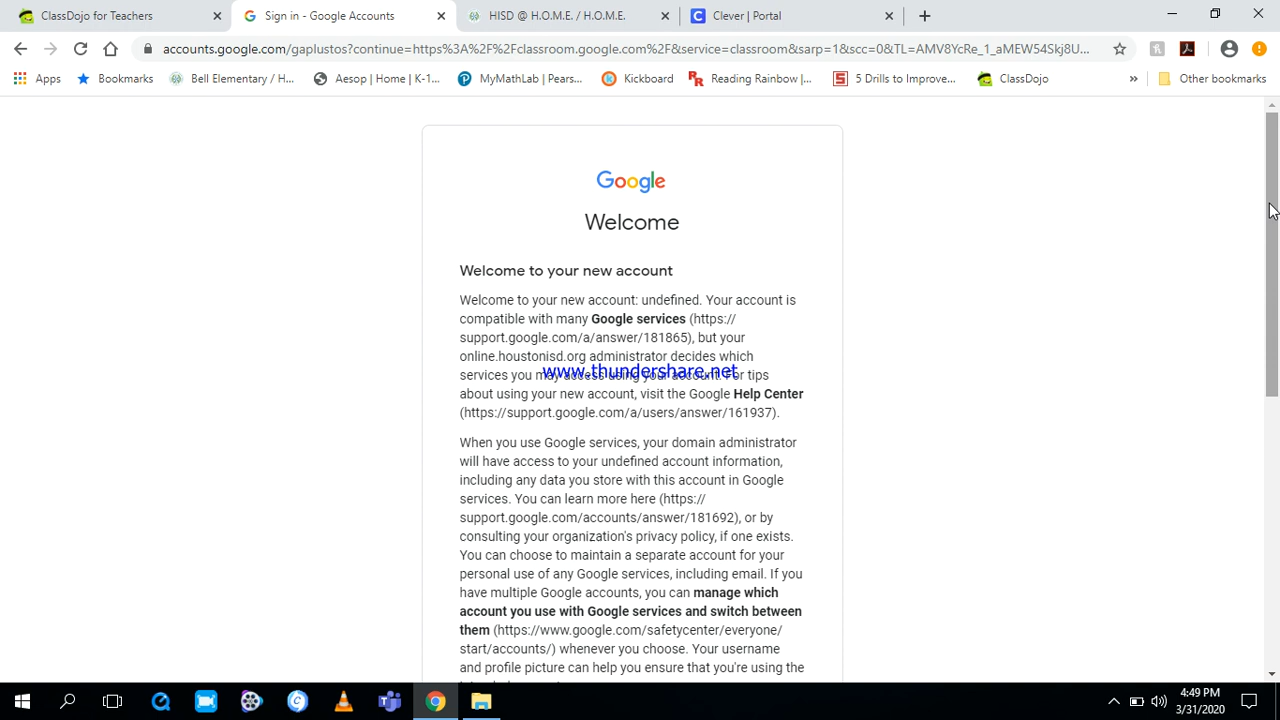 ClassDojo for Teachers
Sign in - Google Accounts
HISD @ H.O.M.E. / H.O.M.E.
Clever | Portal
accounts.google.com/gaplustos?continue=https%3A%2F%2Fclassroom.google.com%2F&service=classroom&sarp=1&scc=0&TL=AMV8YcRe_1_aMEW54Skj8U...
Apps
Bookmarks
Bell Elementary / H...
Aesop | Home | K-1...
MyMathLab | Pears...
Kickboard
Reading Rainbow |...
5 Drills to Improve...
ClassDojo
»
Other bookmarks
Google
Welcome
Welcome to your new account
Welcome to your new account: undefined. Your account is
compatible with many Google services (https://
support.google.com/a/answer/181865), but your
online.houstonisd.org administrator decides which
services you may access using your account. For tips
www.thundershare.net
about using your new account, visit the Google Help Center
(https://support.google.com/a/users/answer/161937).
When you use Google services, your domain administrator
will have access to your undefined account information,
including any data you store with this account in Google
services. You can learn more here (https://
support.google.com/accounts/answer/181692), or by
consulting your organization's privacy policy, if one exists.
You can choose to maintain a separate account for your
personal use of any Google services, including email. If you
have multiple Google accounts, you can manage which
account you use with Google services and switch between
them (https://www.google.com/safetycenter/everyone/
start/accounts/) whenever you choose. Your username
and profile picture can help you ensure that you're using the
4:49 PM
3/31/2020